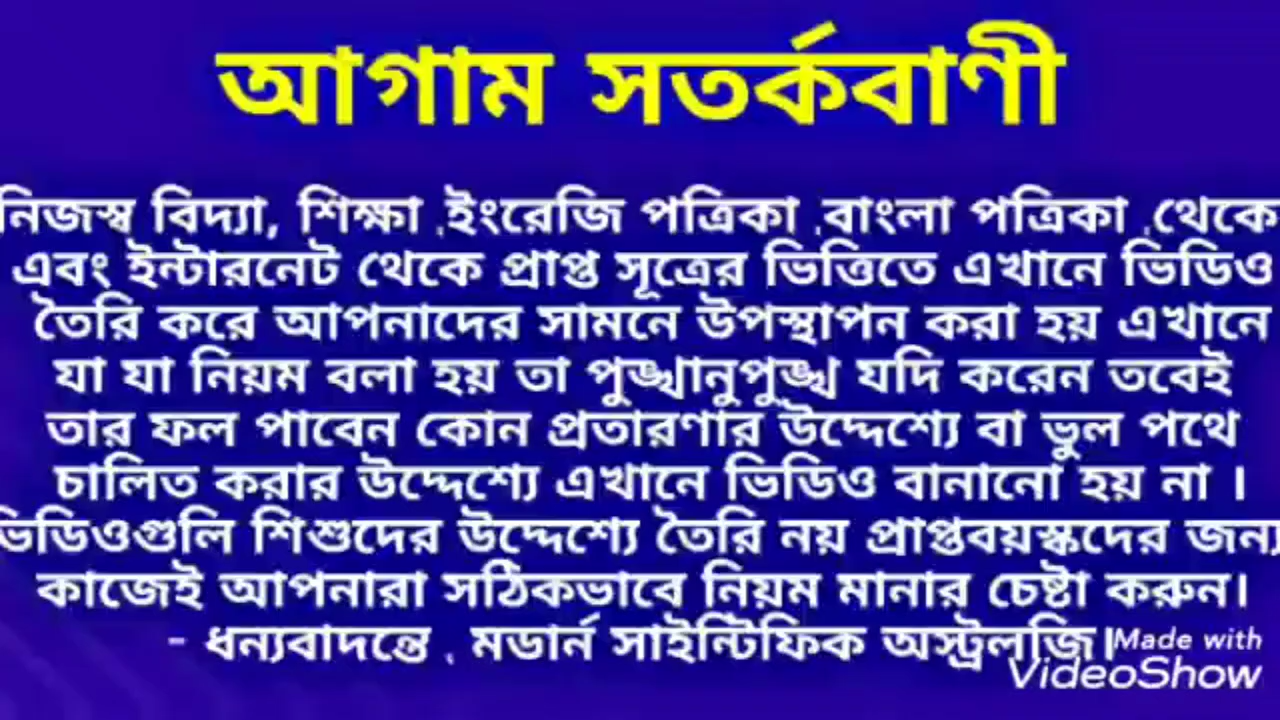 আগাম সতর্কবাণী
নিজস্ব বিদ্যা, শিক্ষা ,ইংরেজি পত্রিকা ,বাংলা পত্রিকা ,থেকে
এবং ইন্টারনেট থেকে প্রাপ্ত সূত্রের ভিত্তিতে এখানে ভিডিও
তৈরি করে আপনাদের সামনে উপস্থাপন করা হয় এখানে
যা যা নিয়ম বলা হয় তা পুঙ্খানুপুঙ্খ যদি করেন তবেই
তার ফল পাবেন কোন প্রতারণার উদ্দেশ্যে বা ভুল পথে
চালিত করার উদ্দেশ্যে এখানে ভিডিও বানানো হয় না ।
ভিডিওগুলি শিশুদের উদ্দেশ্যে তৈরি নয় প্রাপ্তবয়স্কদের জন্য
কাজেই আপনারা সঠিকভাবে নিয়ম মানার চেষ্টা করুন।
- ধন্যবাদন্তে , মডার্ন সাইন্টিফিক অস্ট্রলজি।
Made with
VideoShow